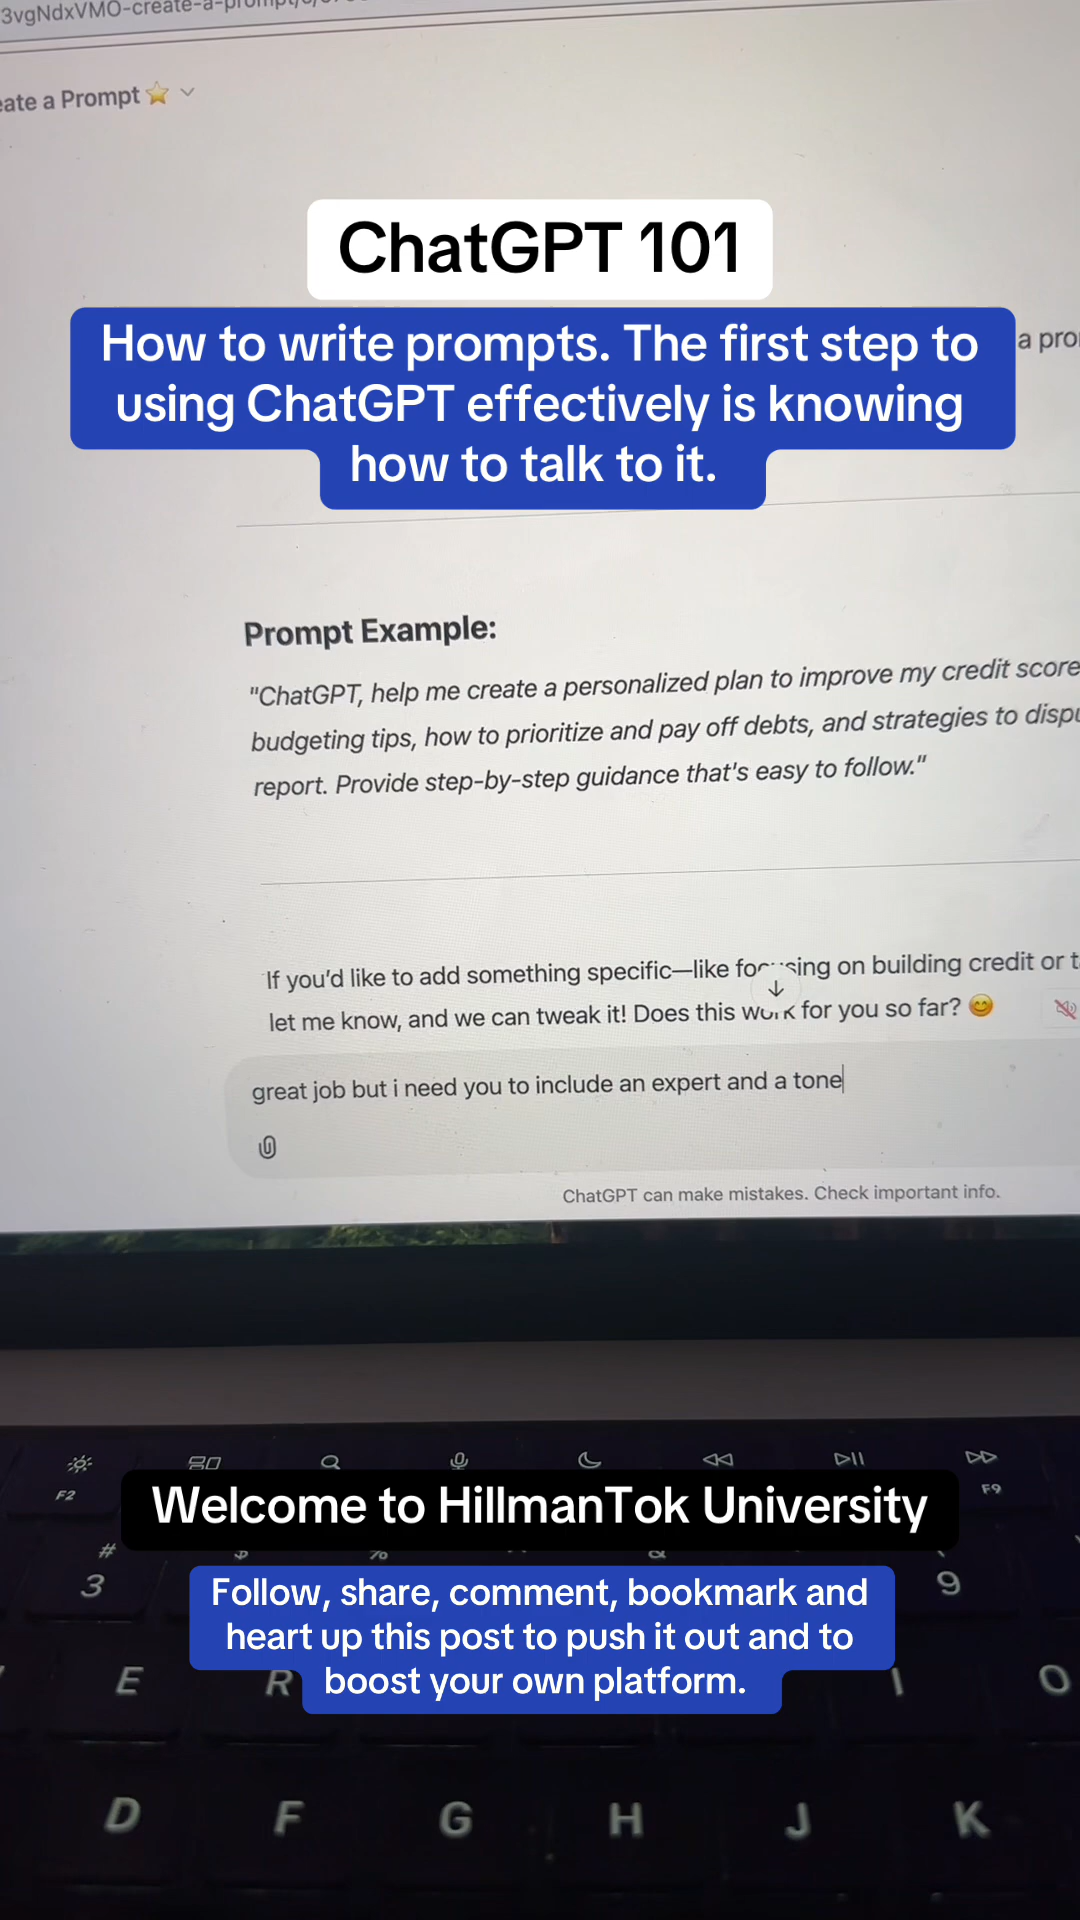 3vgNdxVMO-create-a-prompt/c/
eate a Prompt ⭐
ChatGPT 101
How to write prompts. The first step to
using ChatGPT effectively is knowing
how to talk to it.
a pro
Prompt Example:
"ChatGPT, help me create a personalized plan to improve my credit score
budgeting tips, how to prioritize and pay off debts, and strategies to dispu
report. Provide step-by-step guidance that's easy to follow."
If you'd like to add something specific—like focusing on building credit or t
let me know, and we can tweak it! Does this work for you so far? 😊
great job but i need you to include an expert and a tone
ChatGPT can make mistakes. Check important info.
F2 F9
Welcome to HillmanTok University
# $ % &
3 9
Follow, share, comment, bookmark and
heart up this post to push it out and to
boost your own platform.
E R I O
D F G H J K